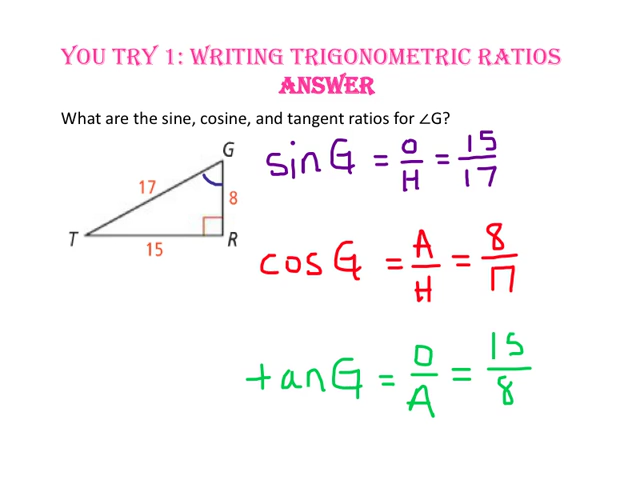 YOU TRY 1: WRITING TRIGONOMETRIC RATIOS
ANSWER
What are the sine, cosine, and tangent ratios for ∠G?
G
17
8
T
15
R
sin G = O/H = 15/17
cos G = A/H = 8/17
tan G = O/A = 15/8